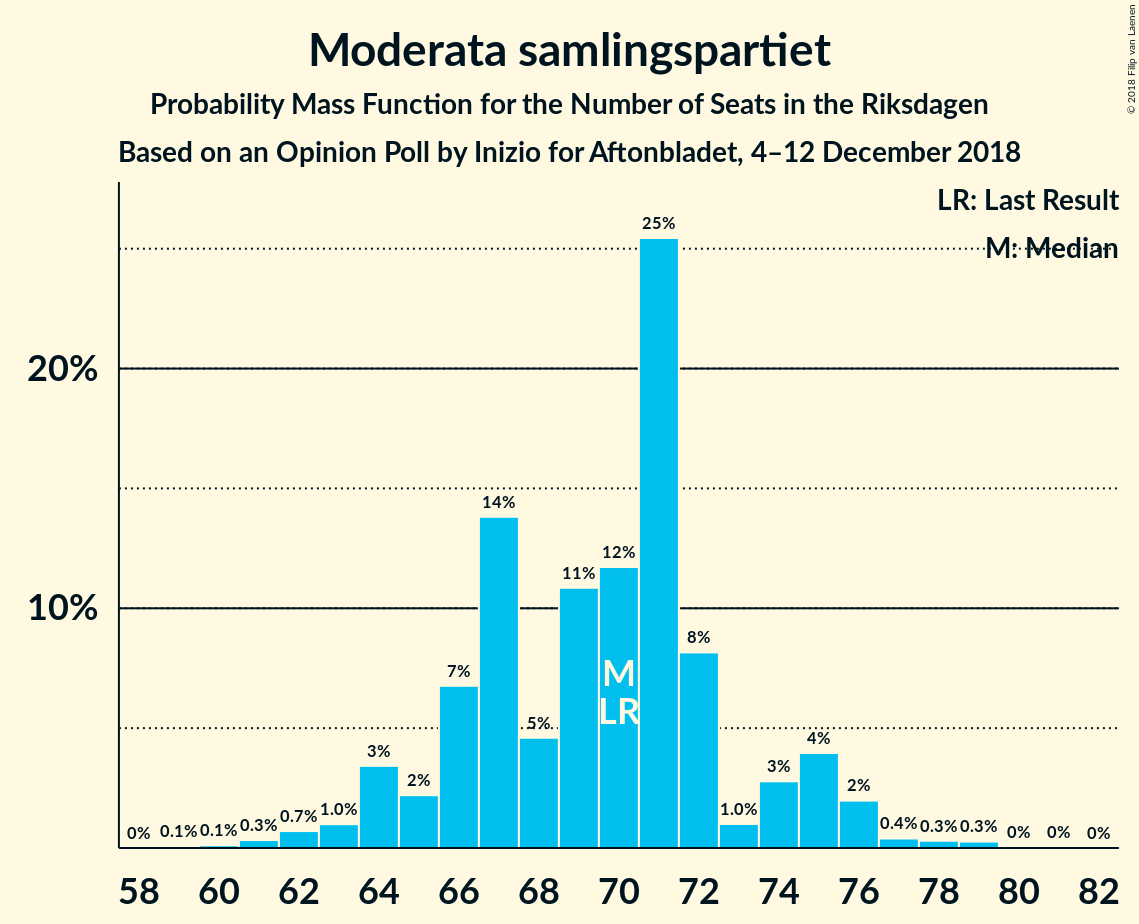 Moderata samlingspartiet
Probability Mass Function for the Number of Seats in the Riksdagen
Based on an Opinion Poll by Inizio for Aftonbladet, 4–12 December 2018
© 2018 Filip van Laenen
LR: Last Result
M: Median
20%
10%
0% 0.1% 0.1% 0.3% 0.7% 1.0% 3% 2% 7% 14% 5% 11% 12% 25% 8% 1.0% 3% 4% 2% 0.4% 0.3% 0.3% 0% 0% 0%
M
LR
58 60 62 64 66 68 70 72 74 76 78 80 82